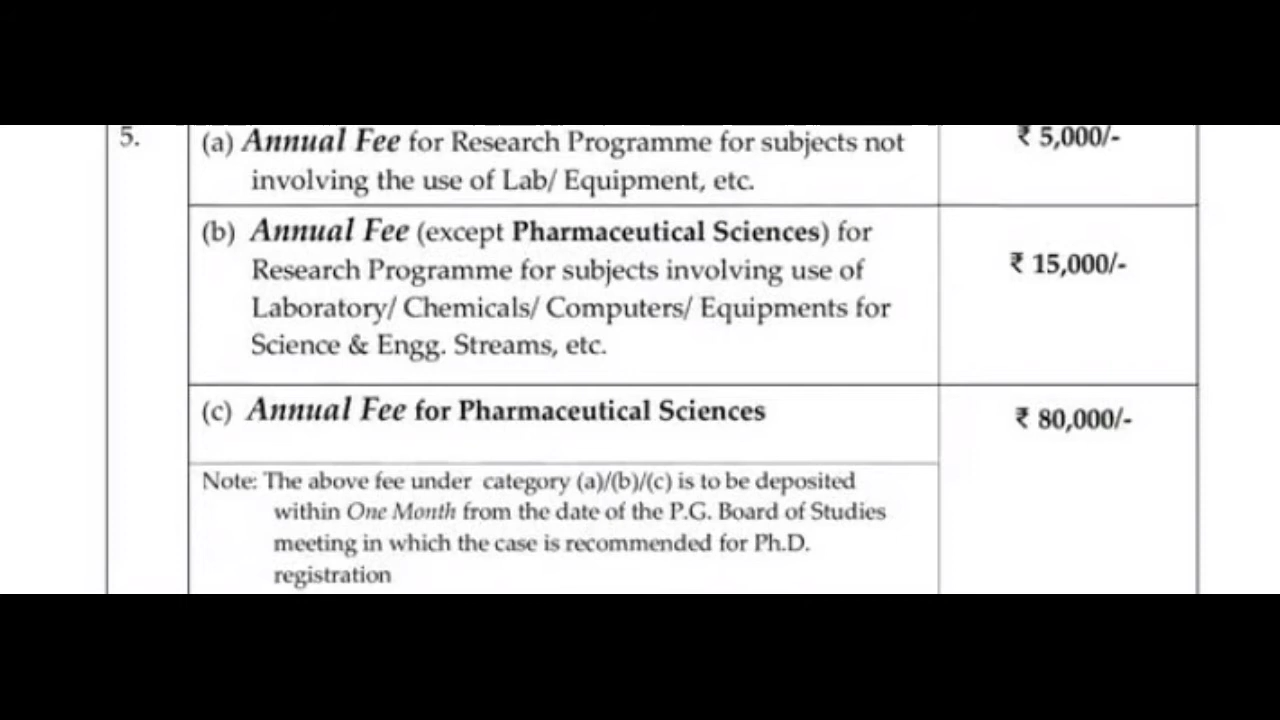 5.
(a) Annual Fee for Research Programme for subjects not
involving the use of Lab/ Equipment, etc.
₹ 5,000/-
(b) Annual Fee (except Pharmaceutical Sciences) for
Research Programme for subjects involving use of
Laboratory/ Chemicals/ Computers/ Equipments for
Science & Engg. Streams, etc.
₹ 15,000/-
(c) Annual Fee for Pharmaceutical Sciences
₹ 80,000/-
Note: The above fee under category (a)/(b)/(c) is to be deposited
within One Month from the date of the P.G. Board of Studies
meeting in which the case is recommended for Ph.D.
registration